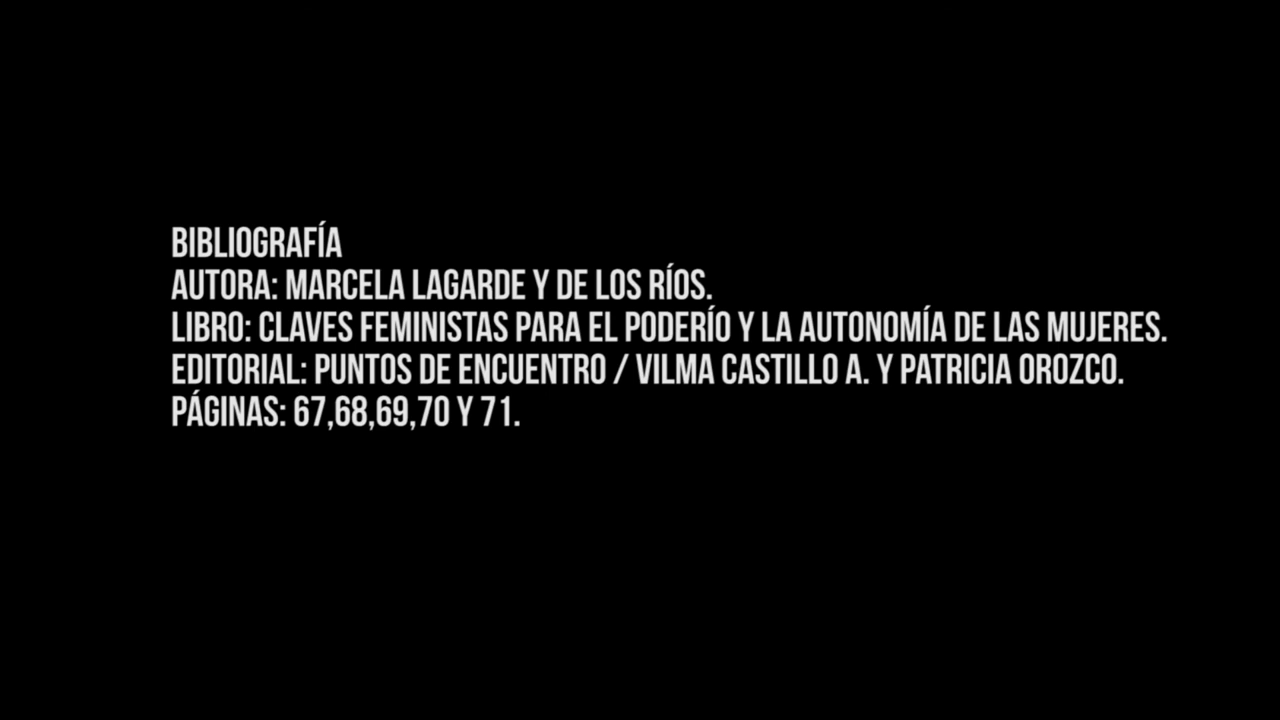 BIBLIOGRAFÍA
AUTORA: MARCELA LAGARDE Y DE LOS RÍOS.
LIBRO: CLAVES FEMINISTAS PARA EL PODERÍO Y LA AUTONOMÍA DE LAS MUJERES.
EDITORIAL: PUNTOS DE ENCUENTRO / VILMA CASTILLO A. Y PATRICIA OROZCO.
PÁGINAS: 67,68,69,70 Y 71.